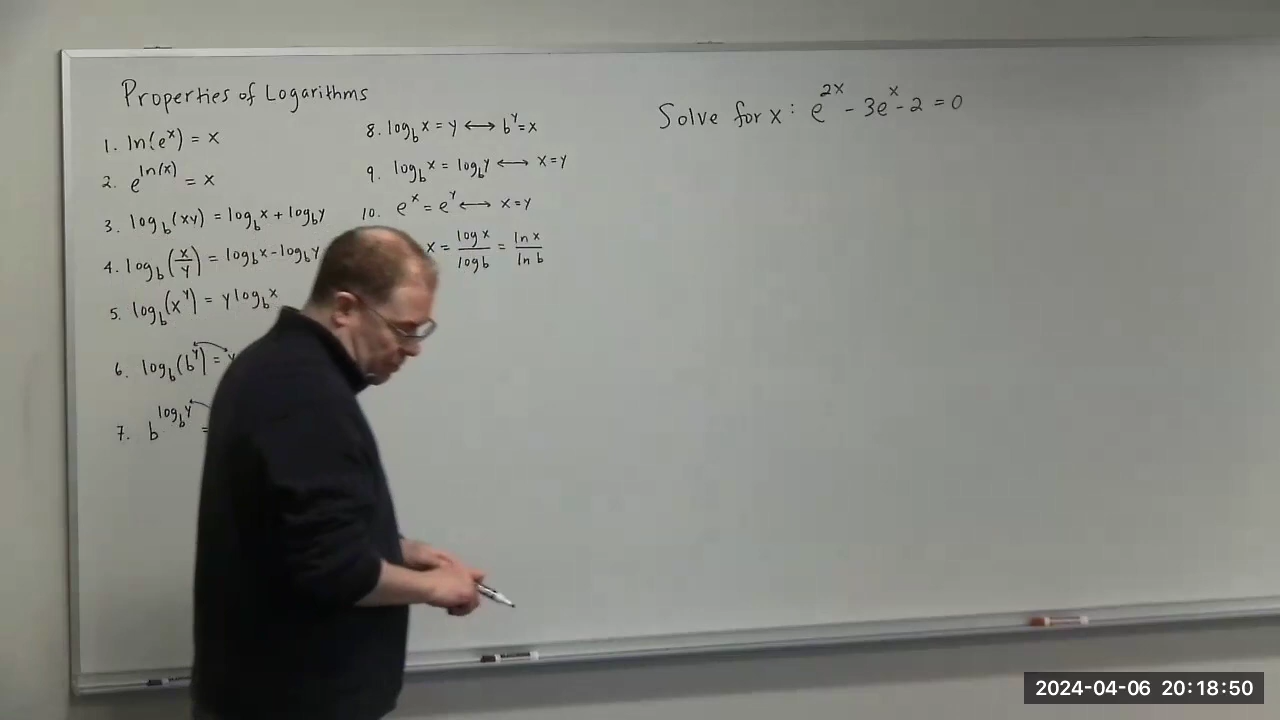 Properties of Logarithms
1. ln(e^x) = x
2. e^ln(x) = x
3. log_b(xy) = log_b x + log_b y
4. log_b(x/y) = log_b x - log_b y
5. log_b(x^y) = y log_b x
6. log_b(b^y) = y
7. b^log_b y =
8. log_b x = y ⟷ b^y = x
9. log_b x = log_b y ⟷ x = y
10. e^x = e^y ⟷ x = y
x = log x / log b = ln x / ln b
Solve for x: e^2x - 3e^x - 2 = 0
2024-04-06 20:18:50